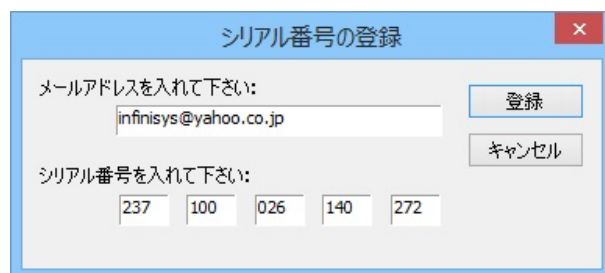 シリアル番号の登録
メールアドレスを入れて下さい:
infinisys@yahoo.co.jp
登録
キャンセル
シリアル番号を入れて下さい:
237 100 026 140 272